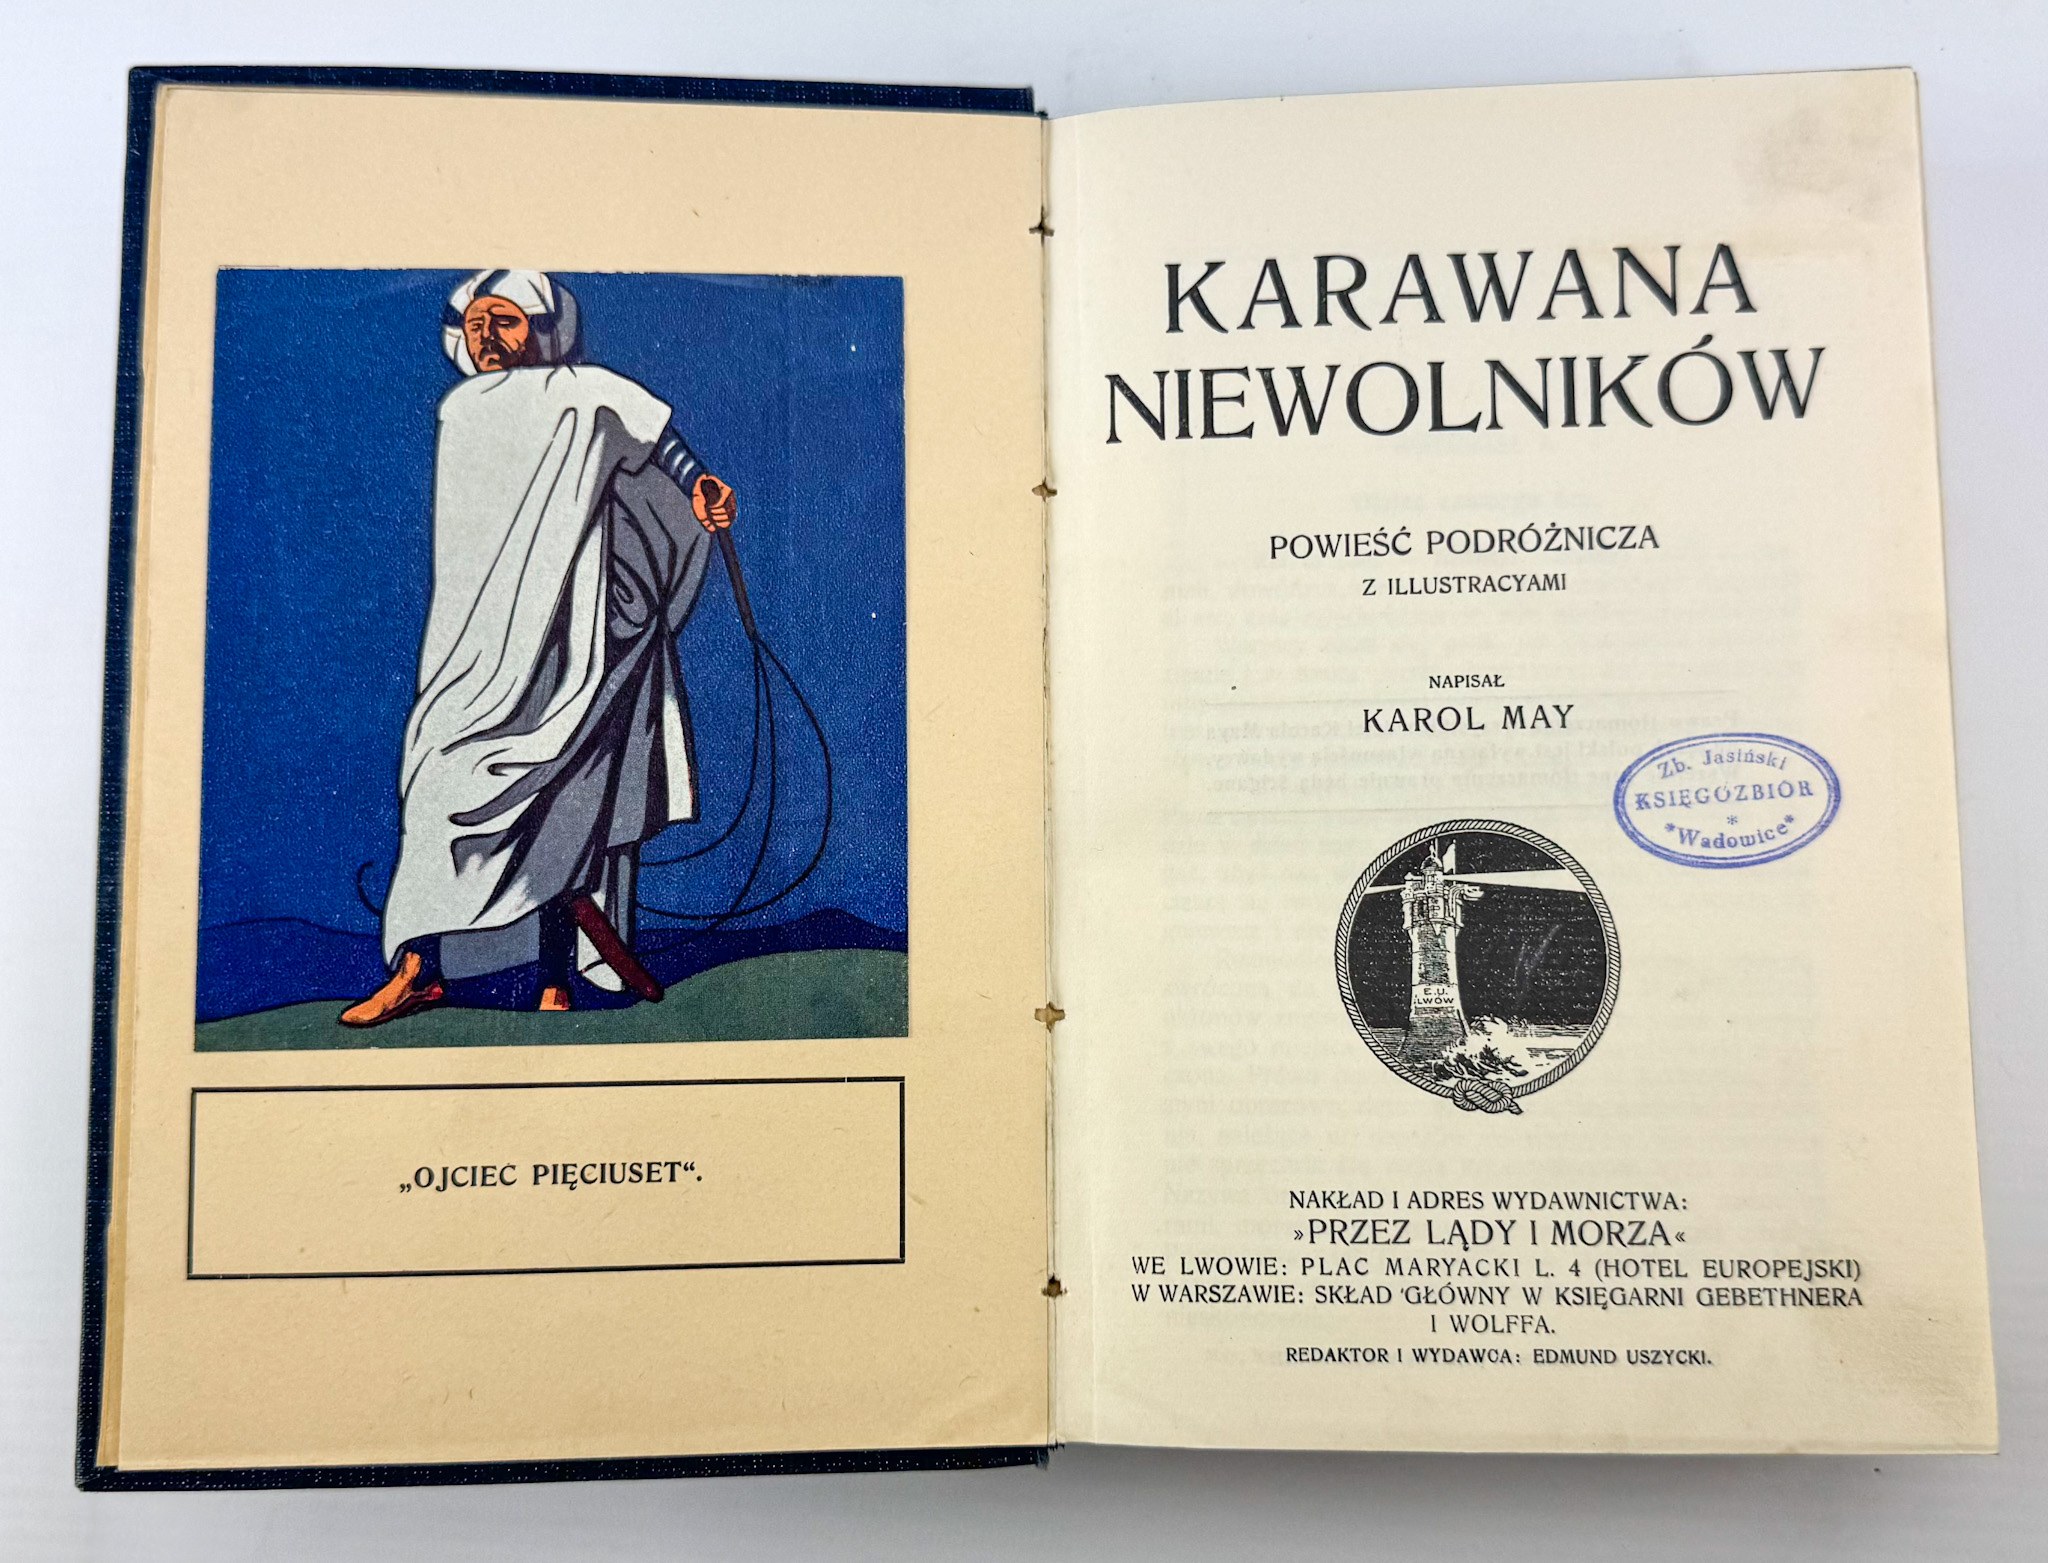 „OJCIEC PIĘCIUSET“.
KARAWANA
NIEWOLNIKÓW
POWIEŚĆ PODRÓŻNICZA
Z ILLUSTRACYAMI
NAPISAŁ
KAROL MAY
Zb. Jasiński
KSIĘGOZBIÓR
*
*Wadowice*
E.U.
LWÓW
NAKŁAD I ADRES WYDAWNICTWA:
»PRZEZ LĄDY I MORZA«
WE LWOWIE: PLAC MARYACKI L. 4 (HOTEL EUROPEJSKI)
W WARSZAWIE: SKŁAD GŁÓWNY W KSIĘGARNI GEBETHNERA
I WOLFFA.
REDAKTOR I WYDAWCA: EDMUND USZYCKI.